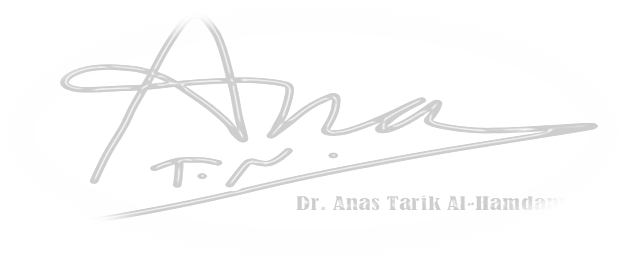 Ana
T. N.
Dr. Anas Tarik Al-Hamdan